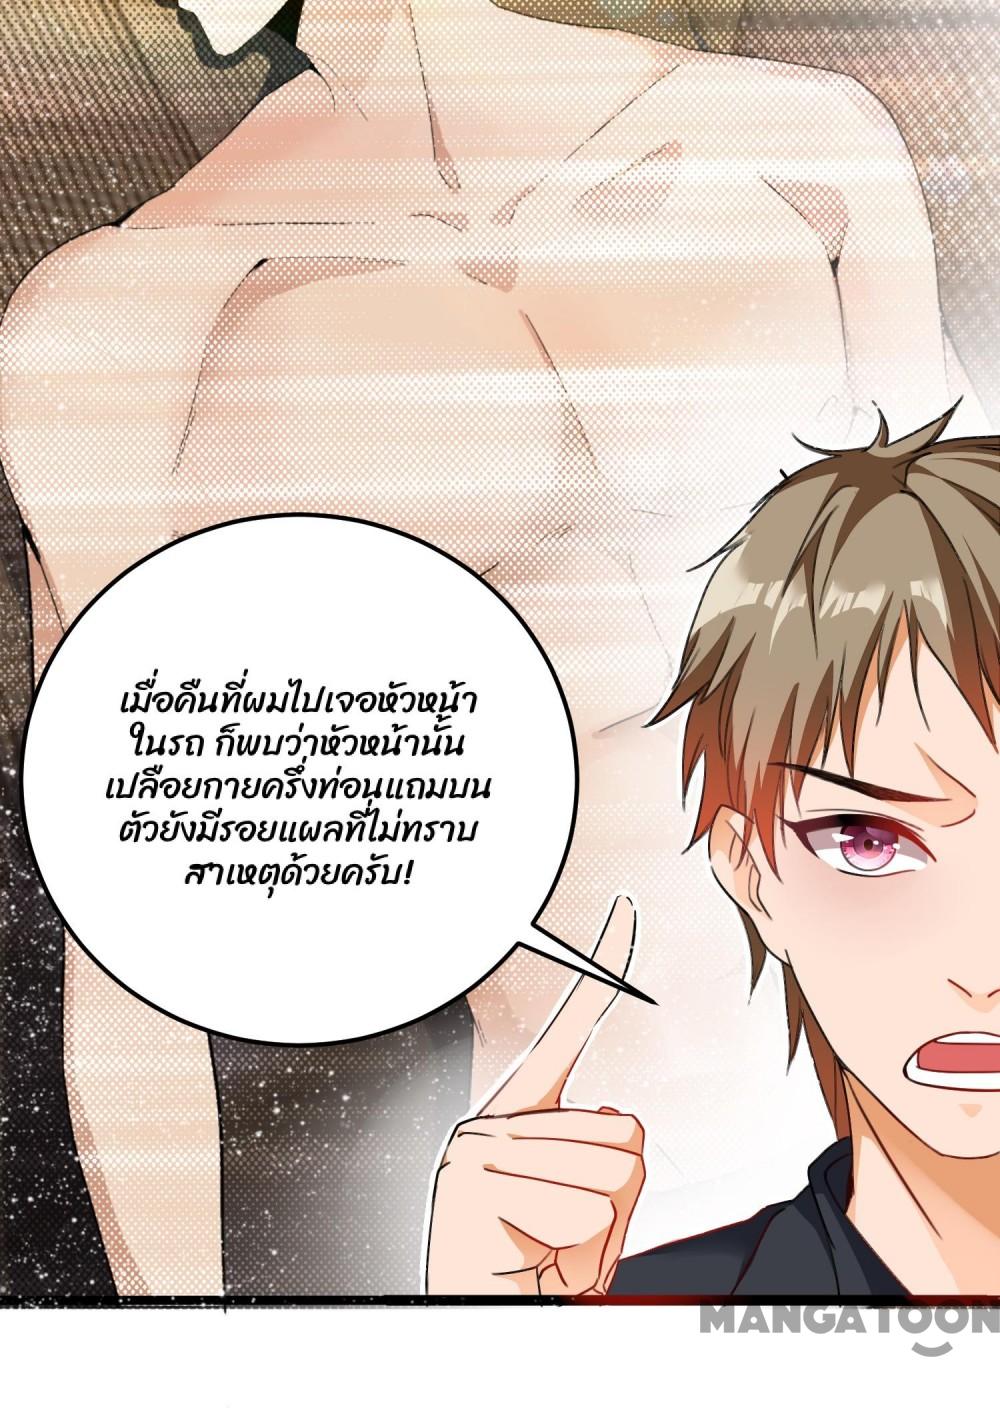 เมื่อคืนที่ผมไปเจอหัวหน้า
ในรถ ก็พบว่าหัวหน้านั้น
เปลือยกายครึ่งท่อนแถมบน
ตัวยังมีรอยแผลที่ไม่ทราบ
สาเหตุด้วยครับ!
MANGATOON